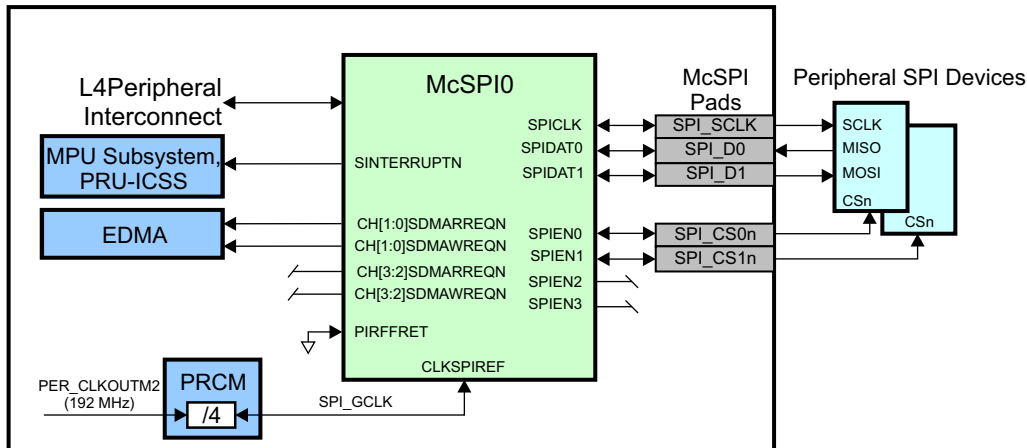 McSPI0
McSPI
Pads
Peripheral SPI Devices
L4Peripheral
Interconnect
MPU Subsystem,
PRU-ICSS
EDMA
SINTERRUPTN
CH[1:0]SDMARREQN
CH[1:0]SDMAWREQN
CH[3:2]SDMARREQN
CH[3:2]SDMAWREQN
PIRFFRET
CLKSPIREF
SPICLK
SPIDAT0
SPIDAT1
SPIEN0
SPIEN1
SPIEN2
SPIEN3
SPI_SCLK
SPI_D0
SPI_D1
SPI_CS0n
SPI_CS1n
SCLK
MISO
MOSI
CSn
CSn
PER_CLKOUTM2
(192 MHz)
PRCM
/4
SPI_GCLK